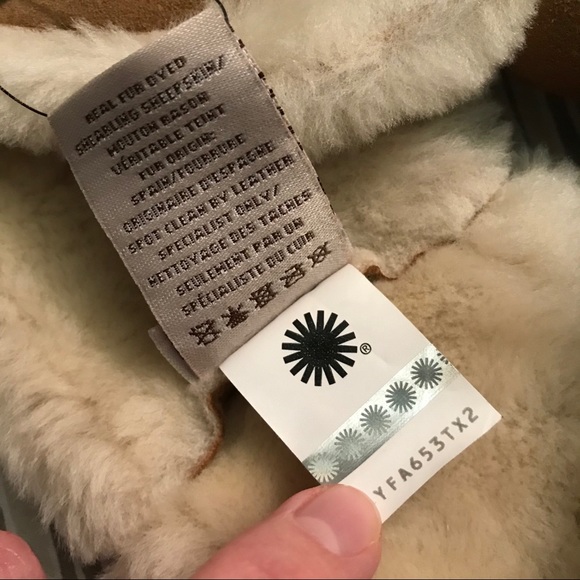 REAL FUR DYED
SHEARLING SHEEPSKIN/
MOUTON RASON
VÉRITABLE TEINT
FUR ORIGIN:
SPAIN/FOURRURE
ORIGINAIRE D'ESPAGNE
SPOT CLEAN BY LEATHER
SPECIALIST ONLY/
NETTOYAGE DES TACHES
SEULEMENT PAR UN
SPÉCIALISTE DU CUIR
®
YFA653TX2